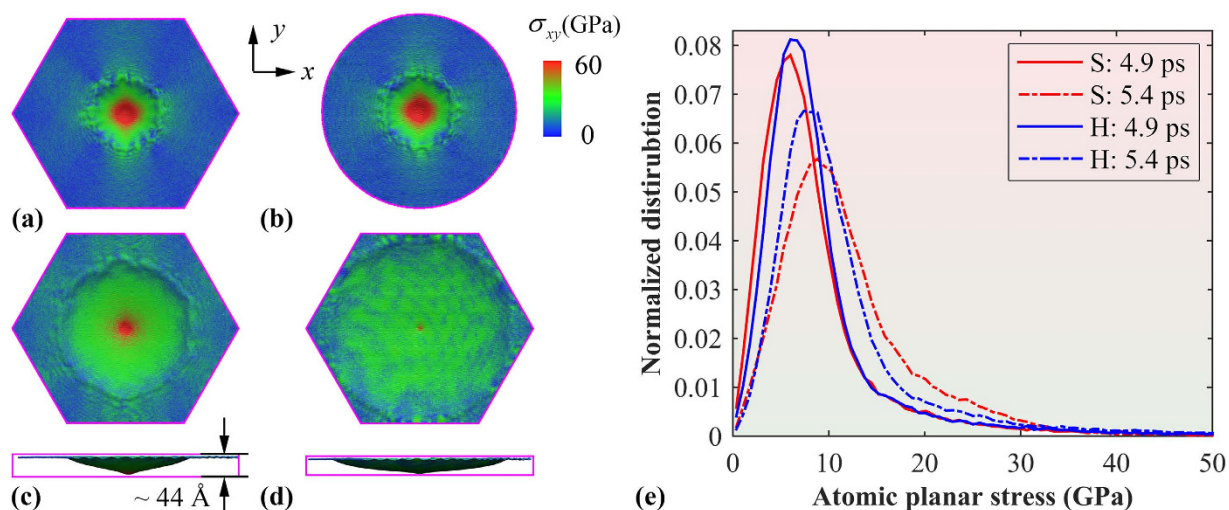 y
x
σxy(GPa)
60
0
(a)
(b)
(c)
~ 44 Å
(d)
(e)
Normalized distirubution
0.08
0.07
0.06
0.05
0.04
0.03
0.02
0.01
0
S: 4.9 ps
S: 5.4 ps
H: 4.9 ps
H: 5.4 ps
0 10 20 30 40 50
Atomic planar stress (GPa)